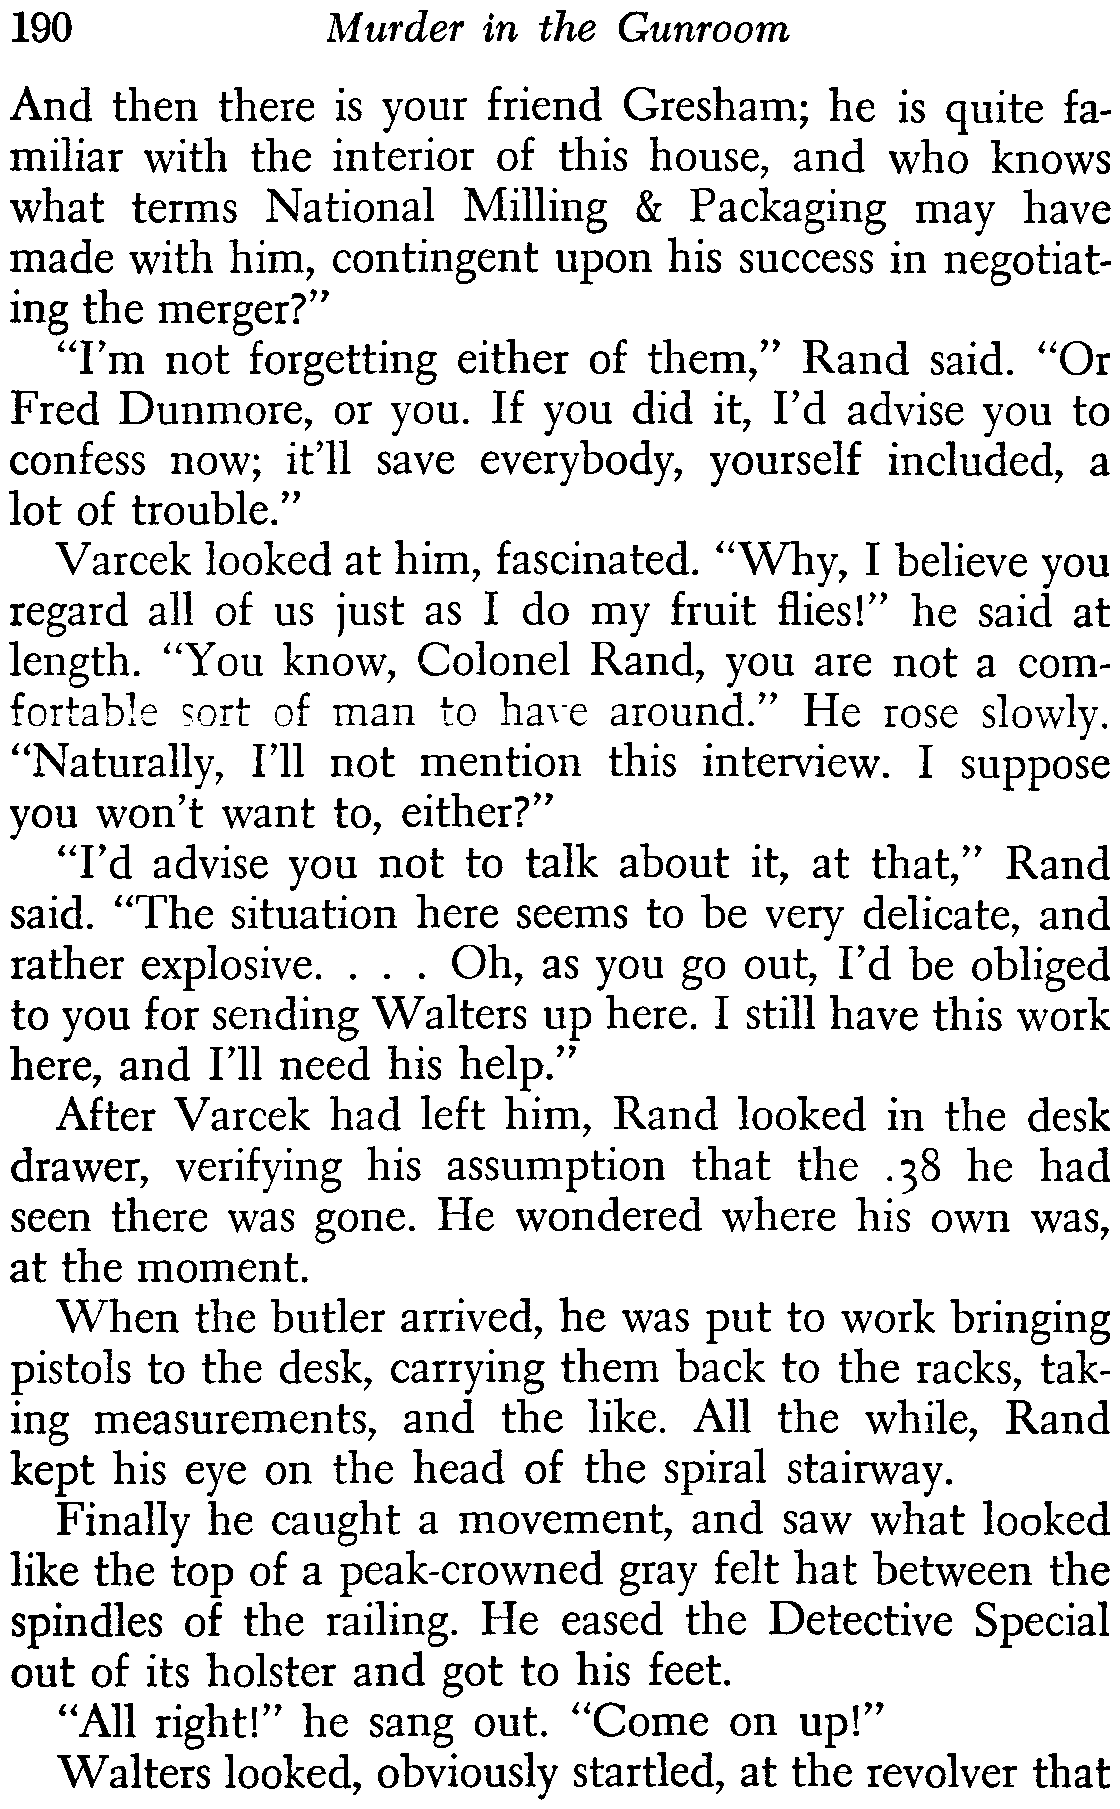 190 Murder in the Gunroom
And then there is your friend Gresham; he is quite fa-
miliar with the interior of this house, and who knows
what terms National Milling & Packaging may have
made with him, contingent upon his success in negotiat-
ing the merger?”
“I’m not forgetting either of them,” Rand said. “Or
Fred Dunmore, or you. If you did it, I’d advise you to
confess now; it’ll save everybody, yourself included, a
lot of trouble.”
Varcek looked at him, fascinated. “Why, I believe you
regard all of us just as I do my fruit flies!” he said at
length. “You know, Colonel Rand, you are not a com-
fortable sort of man to have around.” He rose slowly.
“Naturally, I’ll not mention this interview. I suppose
you won’t want to, either?”
“I’d advise you not to talk about it, at that,” Rand
said. “The situation here seems to be very delicate, and
rather explosive. . . . Oh, as you go out, I’d be obliged
to you for sending Walters up here. I still have this work
here, and I’ll need his help.”
After Varcek had left him, Rand looked in the desk
drawer, verifying his assumption that the .38 he had
seen there was gone. He wondered where his own was,
at the moment.
When the butler arrived, he was put to work bringing
pistols to the desk, carrying them back to the racks, tak-
ing measurements, and the like. All the while, Rand
kept his eye on the head of the spiral stairway.
Finally he caught a movement, and saw what looked
like the top of a peak-crowned gray felt hat between the
spindles of the railing. He eased the Detective Special
out of its holster and got to his feet.
“All right!” he sang out. “Come on up!”
Walters looked, obviously startled, at the revolver that